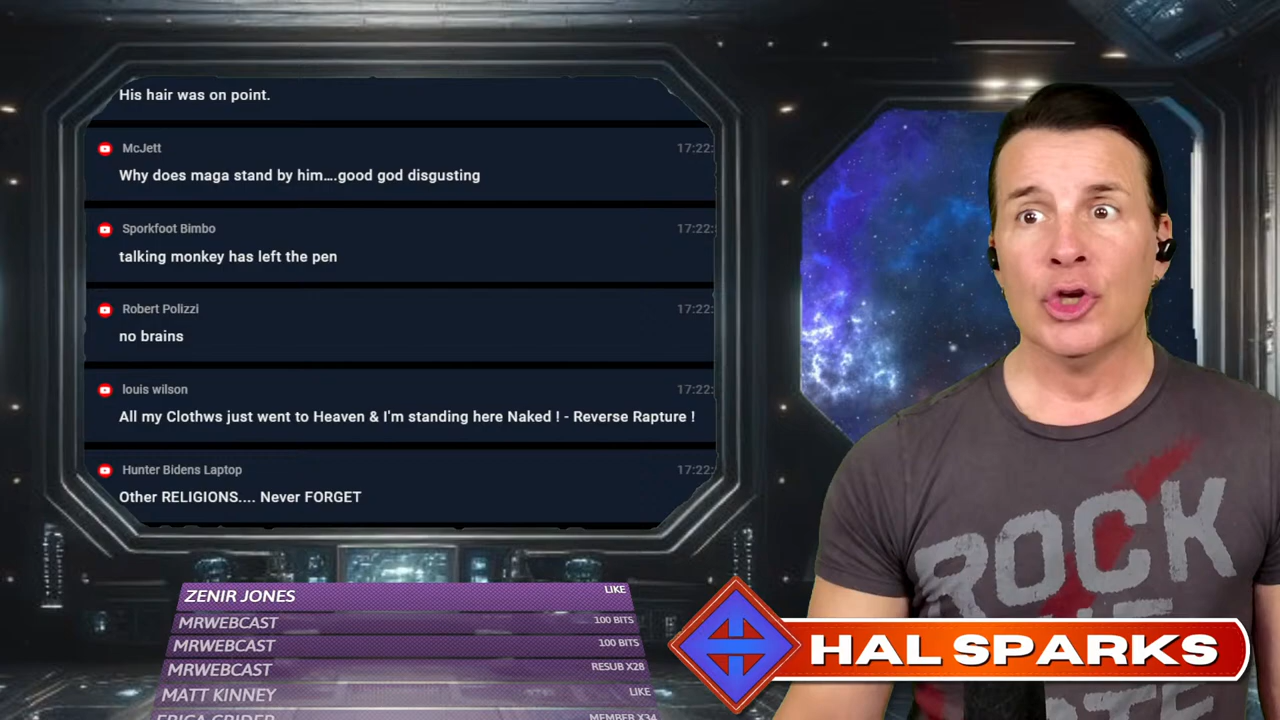 His hair was on point.
McJett 17:22:
Why does maga stand by him....good god disgusting
Sporkfoot Bimbo 17:22:
talking monkey has left the pen
Robert Polizzi 17:22:
no brains
louis wilson 17:22:
All my Clothws just went to Heaven & I'm standing here Naked ! - Reverse Rapture !
Hunter Bidens Laptop 17:22:
Other RELIGIONS.... Never FORGET
ZENIR JONES LIKE
MRWEBCAST 100 BITS
MRWEBCAST 100 BITS
MRWEBCAST RESUB X28
MATT KINNEY LIKE
ERICA GRIDER MEMBER X34
HAL SPARKS
ROCK